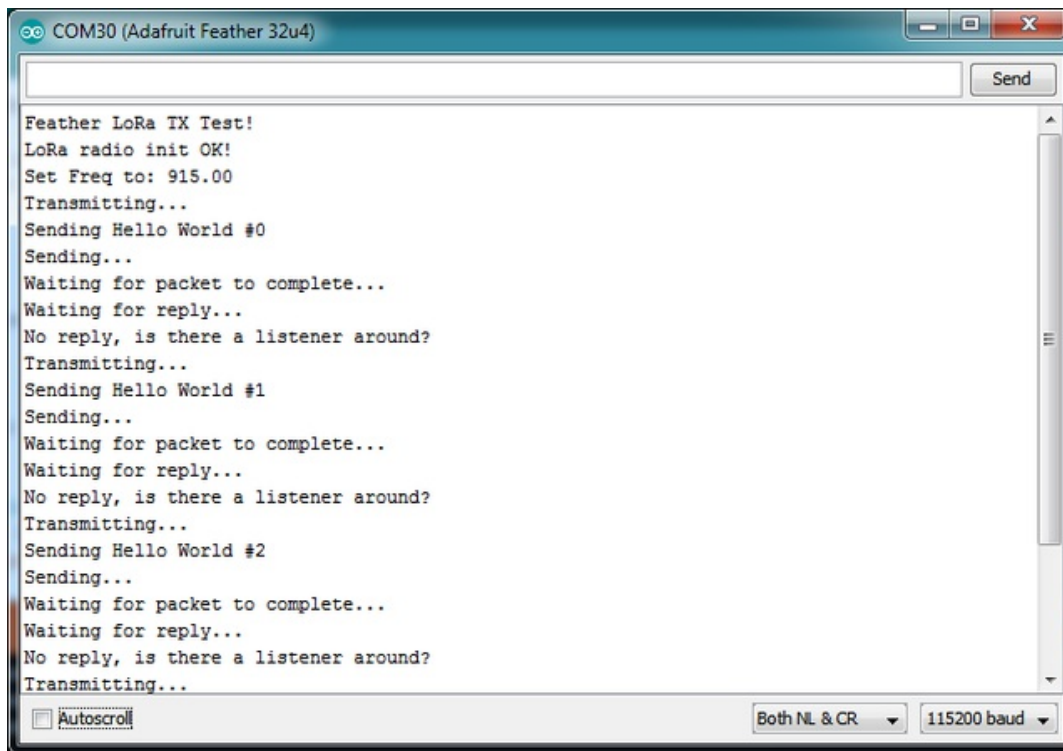 COM30 (Adafruit Feather 32u4)
Send
Feather LoRa TX Test!
LoRa radio init OK!
Set Freq to: 915.00
Transmitting...
Sending Hello World #0
Sending...
Waiting for packet to complete...
Waiting for reply...
No reply, is there a listener around?
Transmitting...
Sending Hello World #1
Sending...
Waiting for packet to complete...
Waiting for reply...
No reply, is there a listener around?
Transmitting...
Sending Hello World #2
Sending...
Waiting for packet to complete...
Waiting for reply...
No reply, is there a listener around?
Transmitting...
Autoscroll Both NL & CR 115200 baud